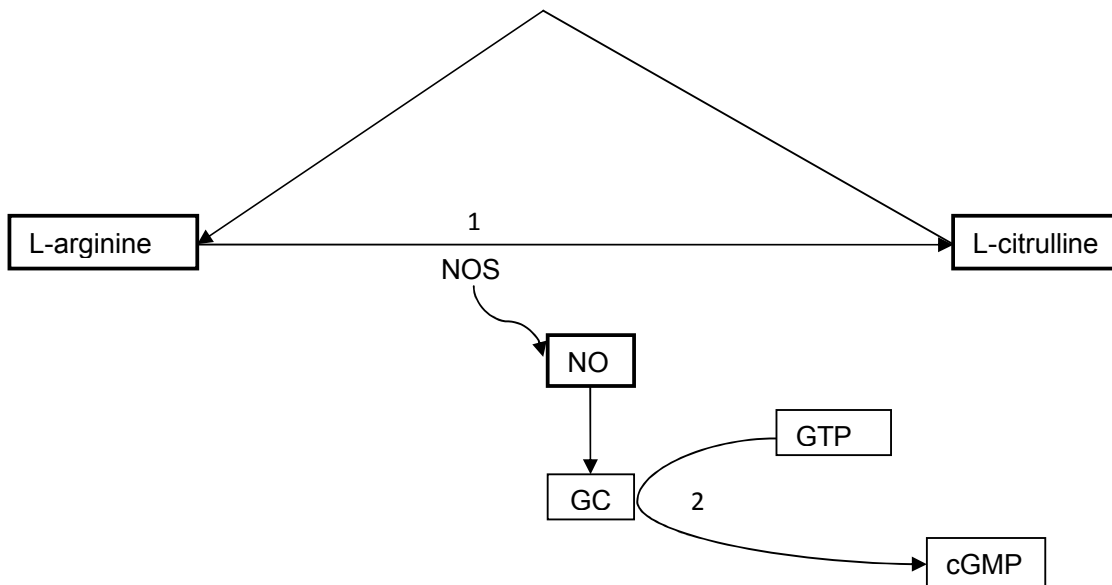 1
L-arginine
L-citrulline
NOS
NO
GTP
GC
2
cGMP